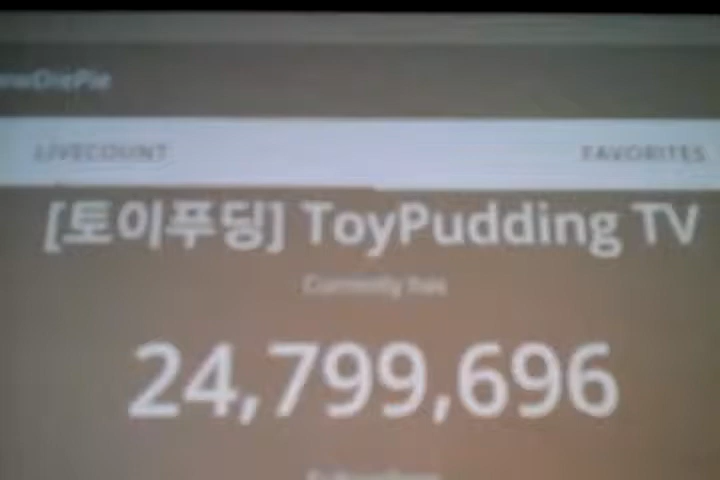 LIVECOUNT FAVORITES
[토이푸딩] ToyPudding TV
Currently has
24,799,696